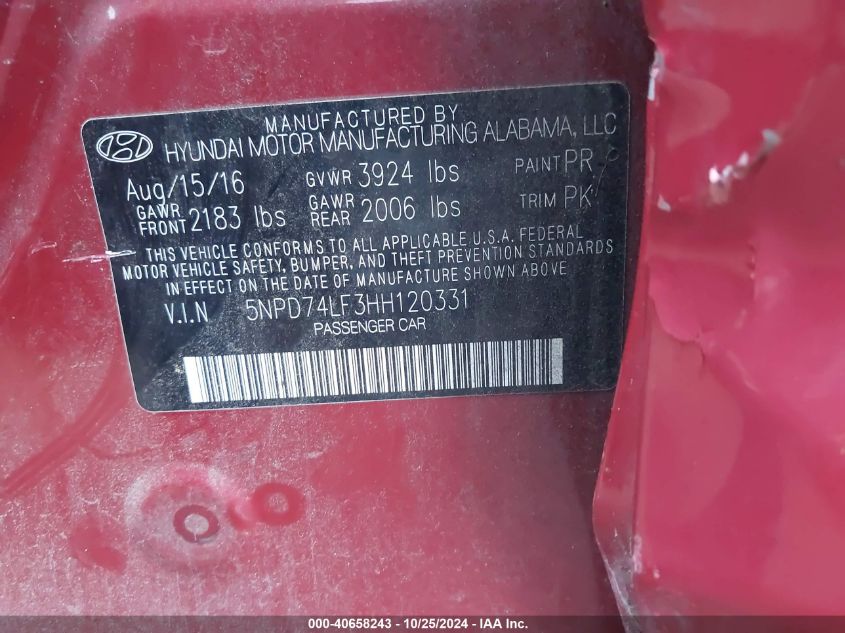 MANUFACTURED BY
HYUNDAI MOTOR MANUFACTURING ALABAMA, LLC
Aug/15/16 GVWR 3924 lbs PAINT PR
GAWR FRONT 2183 lbs GAWR REAR 2006 lbs TRIM PK
THIS VEHICLE CONFORMS TO ALL APPLICABLE U.S.A. FEDERAL
MOTOR VEHICLE SAFETY, BUMPER, AND THEFT PREVENTION STANDARDS
IN EFFECT ON THE DATE OF MANUFACTURE SHOWN ABOVE
V.I.N 5NPD74LF3HH120331
PASSENGER CAR
000-40658243 - 10/25/2024 - IAA Inc.